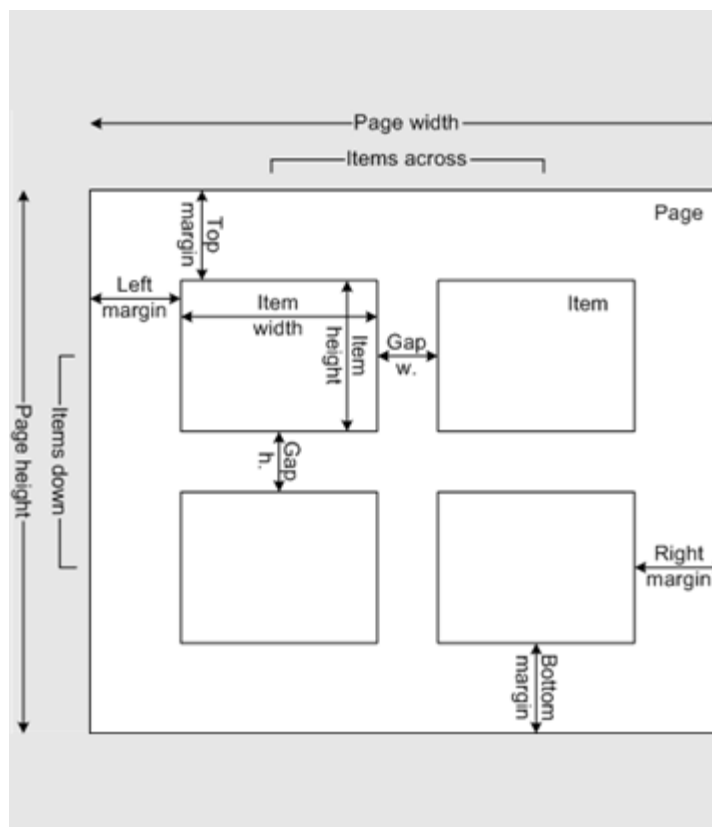 Page width
Items across
Page
Top
margin
Left
margin
Item
width
Item
height
Item
Gap
w.
Items down
Page height
Gap
h.
Right
margin
Bottom
margin